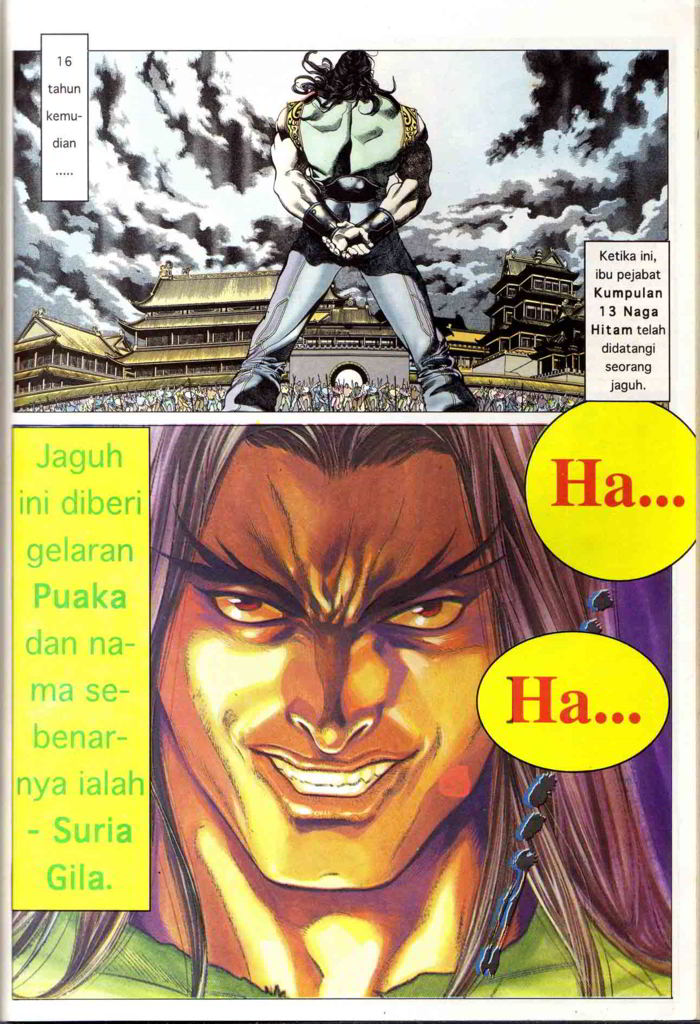 16
tahun
kemu-
dian
.....
Ketika ini,
ibu pejabat
Kumpulan
13 Naga
Hitam telah
didatangi
seorang
jaguh.
Jaguh
ini diberi
gelaran
Puaka
dan na-
ma se-
benar-
nya ialah
- Suria
Gila.
Ha...
Ha...